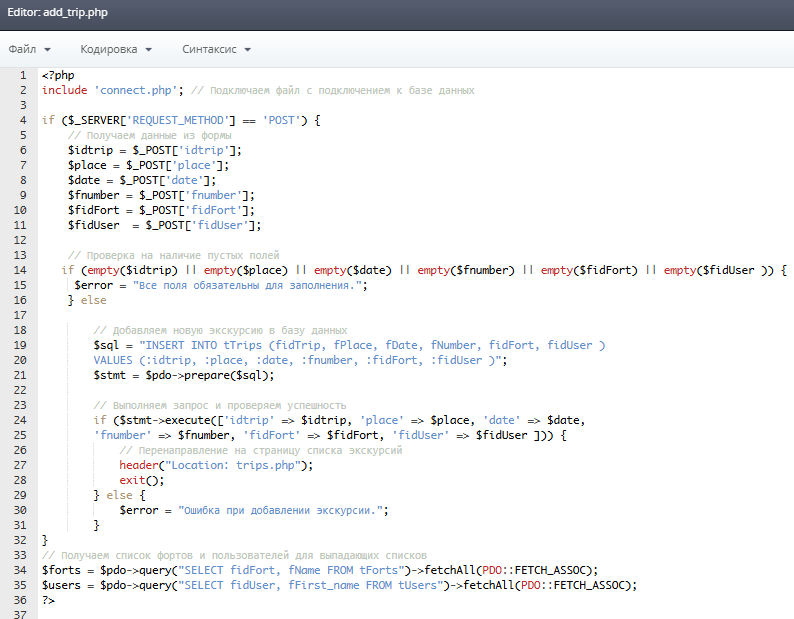 Editor: add_trip.php
Файл Кодировка Синтаксис
1 <?php
2 include 'connect.php'; // Подключаем файл с подключением к базе данных
3
4 if ($_SERVER['REQUEST_METHOD'] == 'POST') {
5 // Получаем данные из формы
6 $idtrip = $_POST['idtrip'];
7 $place = $_POST['place'];
8 $date = $_POST['date'];
9 $fnumber = $_POST['fnumber'];
10 $fidFort = $_POST['fidFort'];
11 $fidUser  = $_POST['fidUser'];
12
13 // Проверка на наличие пустых полей
14 if (empty($idtrip) || empty($place) || empty($date) || empty($fnumber) || empty($fidFort) || empty($fidUser )) {
15 $error = "Все поля обязательны для заполнения.";
16 } else
17
18 // Добавляем новую экскурсию в базу данных
19 $sql = "INSERT INTO tTrips (fidTrip, fPlace, fDate, fNumber, fidFort, fidUser )
20 VALUES (:idtrip, :place, :date, :fnumber, :fidFort, :fidUser )";
21 $stmt = $pdo->prepare($sql);
22
23 // Выполняем запрос и проверяем успешность
24 if ($stmt->execute(['idtrip' => $idtrip, 'place' => $place, 'date' => $date,
25 'fnumber' => $fnumber, 'fidFort' => $fidFort, 'fidUser' => $fidUser ])) {
26 // Перенаправление на страницу списка экскурсий
27 header("Location: trips.php");
28 exit();
29 } else {
30 $error = "Ошибка при добавлении экскурсии.";
31 }
32 }
33 // Получаем список фортов и пользователей для выпадающих списков
34 $forts = $pdo->query("SELECT fidFort, fName FROM tForts")->fetchAll(PDO::FETCH_ASSOC);
35 $users = $pdo->query("SELECT fidUser, fFirst_name FROM tUsers")->fetchAll(PDO::FETCH_ASSOC);
36 ?>
37